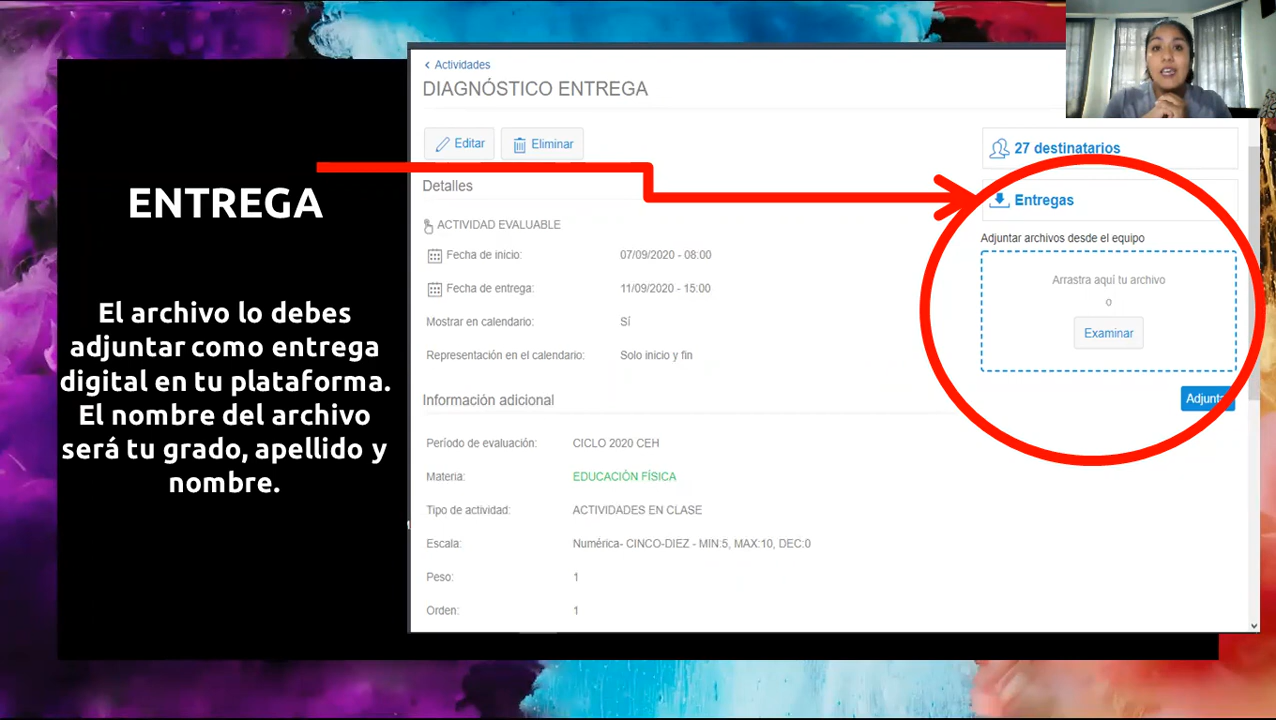 ENTREGA
El archivo lo debes
adjuntar como entrega
digital en tu plataforma.
El nombre del archivo
será tu grado, apellido y
nombre.
‹ Actividades
DIAGNÓSTICO ENTREGA
Editar Eliminar
Detalles
ACTIVIDAD EVALUABLE
Fecha de inicio: 07/09/2020 - 08:00
Fecha de entrega: 11/09/2020 - 15:00
Mostrar en calendario: Sí
Representación en el calendario: Solo inicio y fin
Información adicional
Período de evaluación: CICLO 2020 CEH
Materia: EDUCACIÓN FÍSICA
Tipo de actividad: ACTIVIDADES EN CLASE
Escala: Numérica- CINCO-DIEZ - MIN:5, MAX:10, DEC:0
Peso: 1
Orden: 1
27 destinatarios
Entregas
Adjuntar archivos desde el equipo
Arrastra aquí tu archivo
o
Examinar
Adjuntar